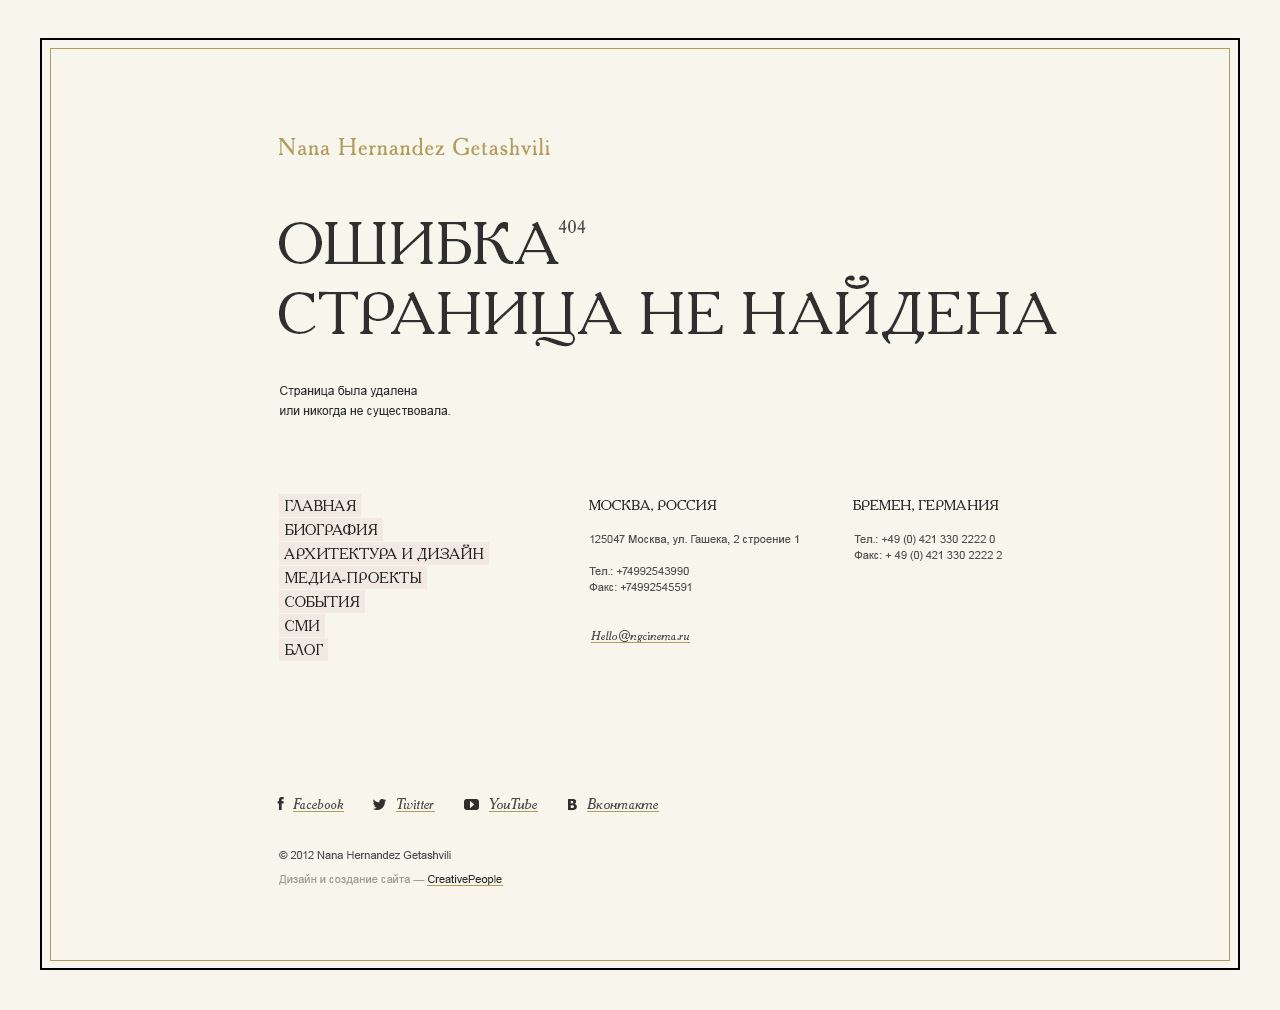 Nana Hernandez Getashvili
ОШИБКА 404
СТРАНИЦА НЕ НАЙДЕНА
Страница была удалена
или никогда не существовала.
ГЛАВНАЯ
БИОГРАФИЯ
АРХИТЕКТУРА И ДИЗАЙН
МЕДИА-ПРОЕКТЫ
СОБЫТИЯ
СМИ
БЛОГ
МОСКВА, РОССИЯ
125047 Москва, ул. Гашека, 2 строение 1
Тел.: +74992543990
Факс: +74992545591
Hello@ngcinema.ru
БРЕМЕН, ГЕРМАНИЯ
Тел.: +49 (0) 421 330 2222 0
Факс: + 49 (0) 421 330 2222 2
Facebook Twitter YouTube Вконтакте
© 2012 Nana Hernandez Getashvili
Дизайн и создание сайта — CreativePeople